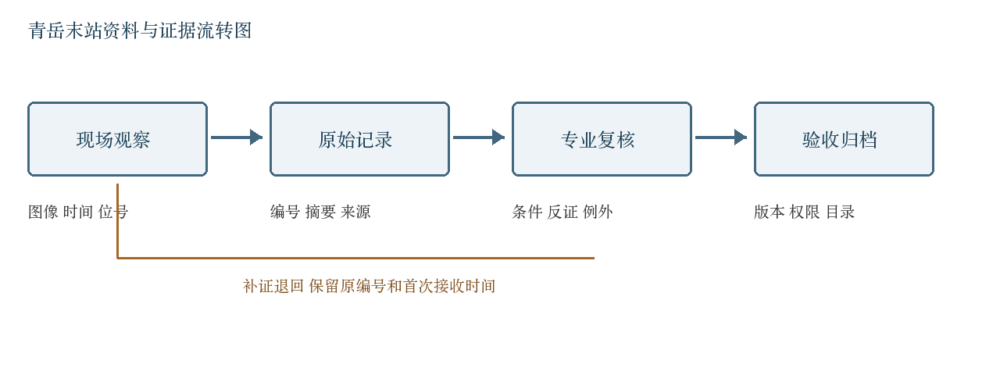 青岳末站资料与证据流转图
现场观察
原始记录
专业复核
验收归档
图像 时间 位号
编号 摘要 来源
条件 反证 例外
版本 权限 目录
补证退回 保留原编号和首次接收时间